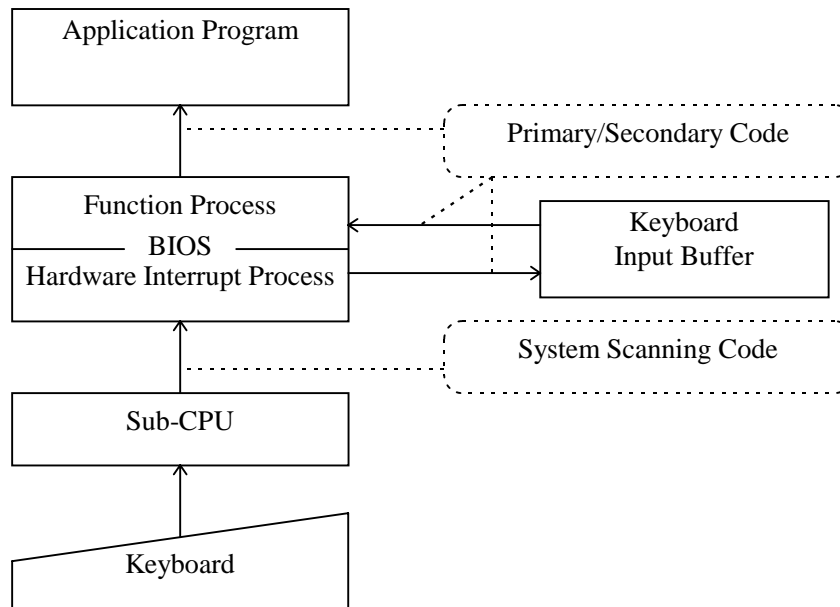 Application Program
Primary/Secondary Code
Function Process
BIOS
Hardware Interrupt Process
Keyboard
Input Buffer
System Scanning Code
Sub-CPU
Keyboard